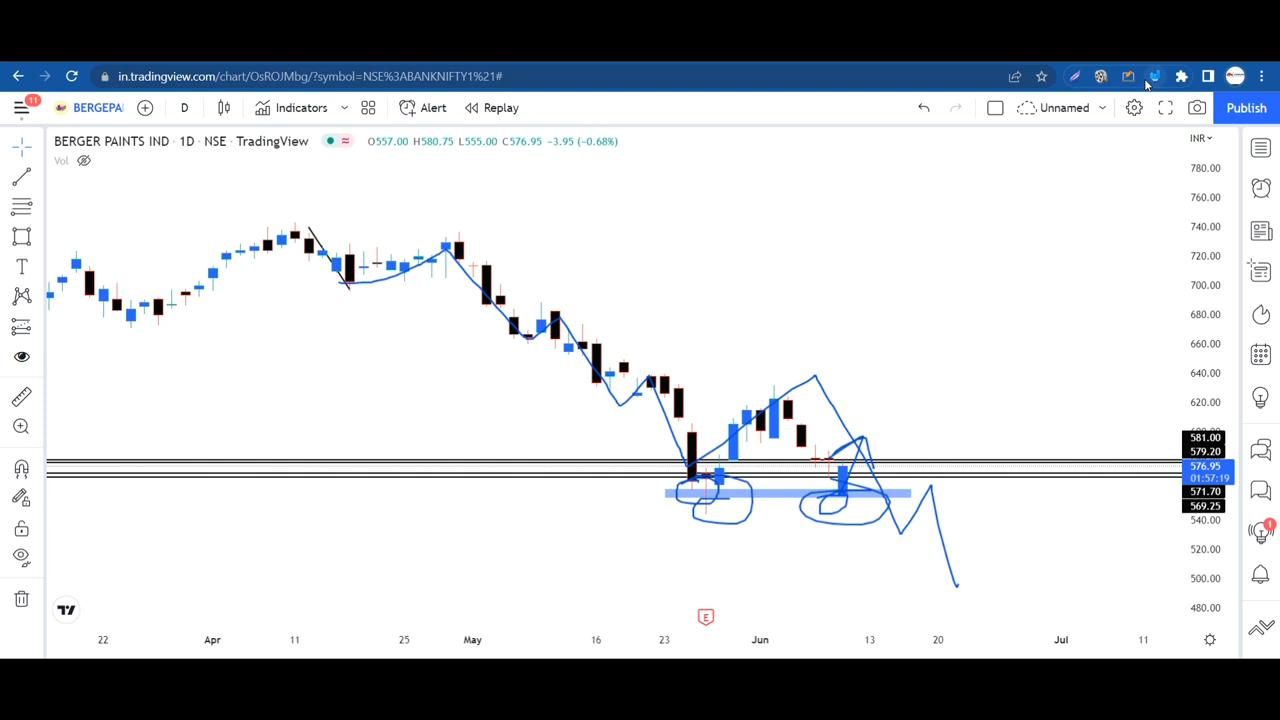 in.tradingview.com/chart/OsROJMbg/?symbol=NSE%3ABANKNIFTY1%21#
11 BERGEPA D Indicators Alert Replay Unnamed Publish
BERGER PAINTS IND · 1D · NSE · TradingView O557.00 H580.75 L555.00 C576.95 −3.95 (−0.68%)
INR
Vol
780.00
760.00
740.00
720.00
700.00
680.00
660.00
640.00
620.00
581.00
579.20
576.95
01:57:19
571.70
569.25
540.00
520.00
500.00
480.00
1
E
22 Apr 11 25 May 16 23 Jun 13 20 Jul 11